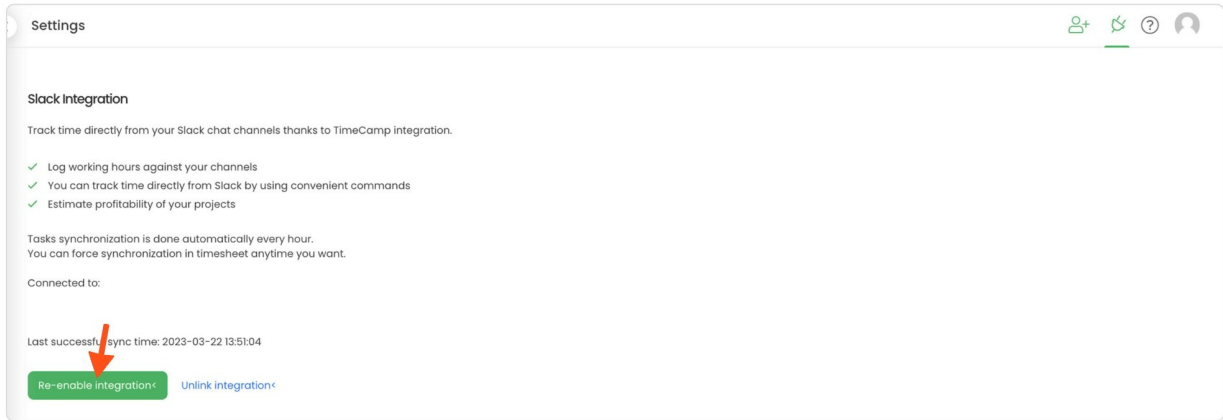 Settings
Slack Integration
Track time directly from your Slack chat channels thanks to TimeCamp integration.
Log working hours against your channels
You can track time directly from Slack by using convenient commands
Estimate profitability of your projects
Tasks synchronization is done automatically every hour.
You can force synchronization in timesheet anytime you want.
Connected to:
Last successful sync time: 2023-03-22 13:51:04
Re-enable integration<
Unlink integration<